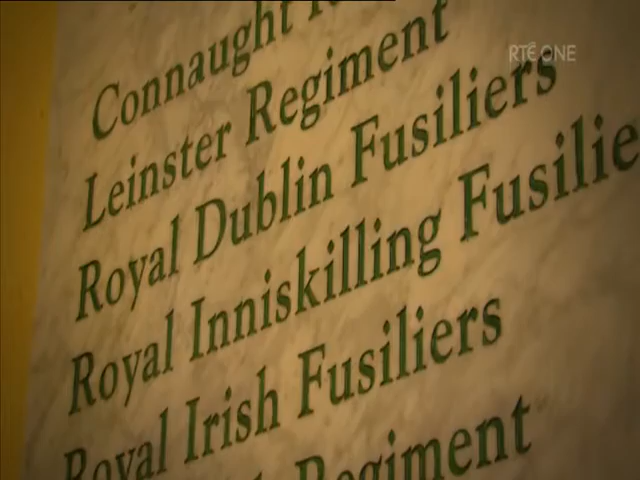 RTÉ ONE
Connaught
Leinster Regiment
Royal Dublin Fusiliers
Royal Inniskilling Fusilie
Royal Irish Fusiliers
Regiment